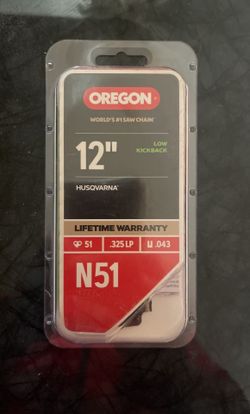 OREGON
WORLD'S #1 SAW CHAIN
12"
LOW
KICKBACK
HUSQVARNA
LIFETIME WARRANTY
51 .325 LP .043
N51